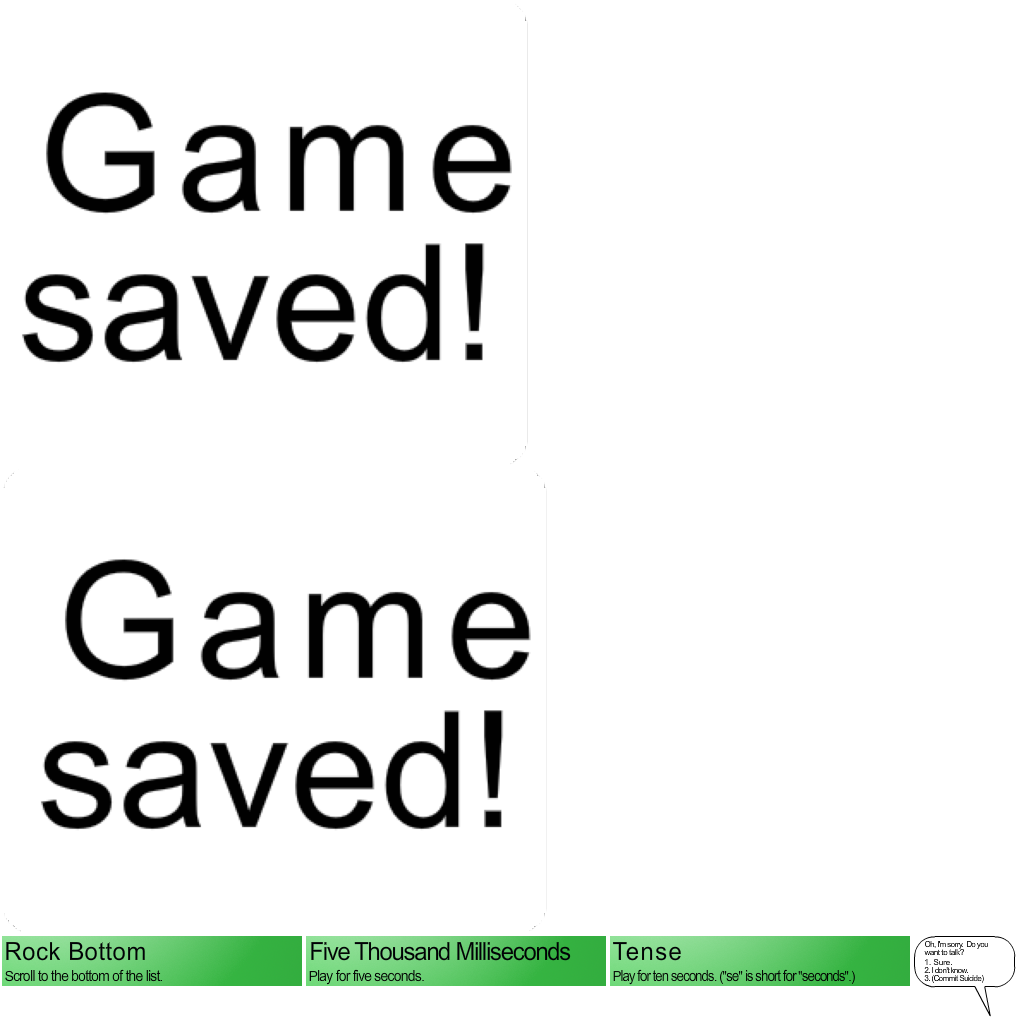 Game
saved!
Game
saved!
Rock Bottom
Scroll to the bottom of the list.
Five Thousand Milliseconds
Play for five seconds.
Tense
Play for ten seconds. ("se" is short for "seconds".)
Oh, I'm sorry. Do you
want to talk?
1. Sure.
2. I don't know.
3. (Commit Suicide)